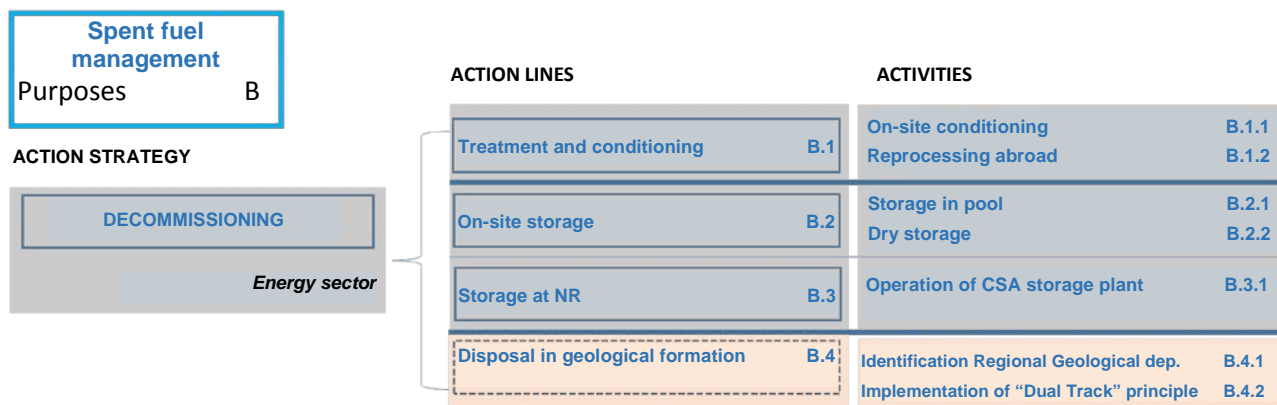 Spent fuel
management
Purposes B
ACTION STRATEGY
DECOMMISSIONING
Energy sector
ACTION LINES
ACTIVITIES
Treatment and conditioning B.1
On-site conditioning B.1.1
Reprocessing abroad B.1.2
On-site storage B.2
Storage in pool B.2.1
Dry storage B.2.2
Storage at NR B.3
Operation of CSA storage plant B.3.1
Disposal in geological formation B.4
Identification Regional Geological dep. B.4.1
Implementation of “Dual Track” principle B.4.2